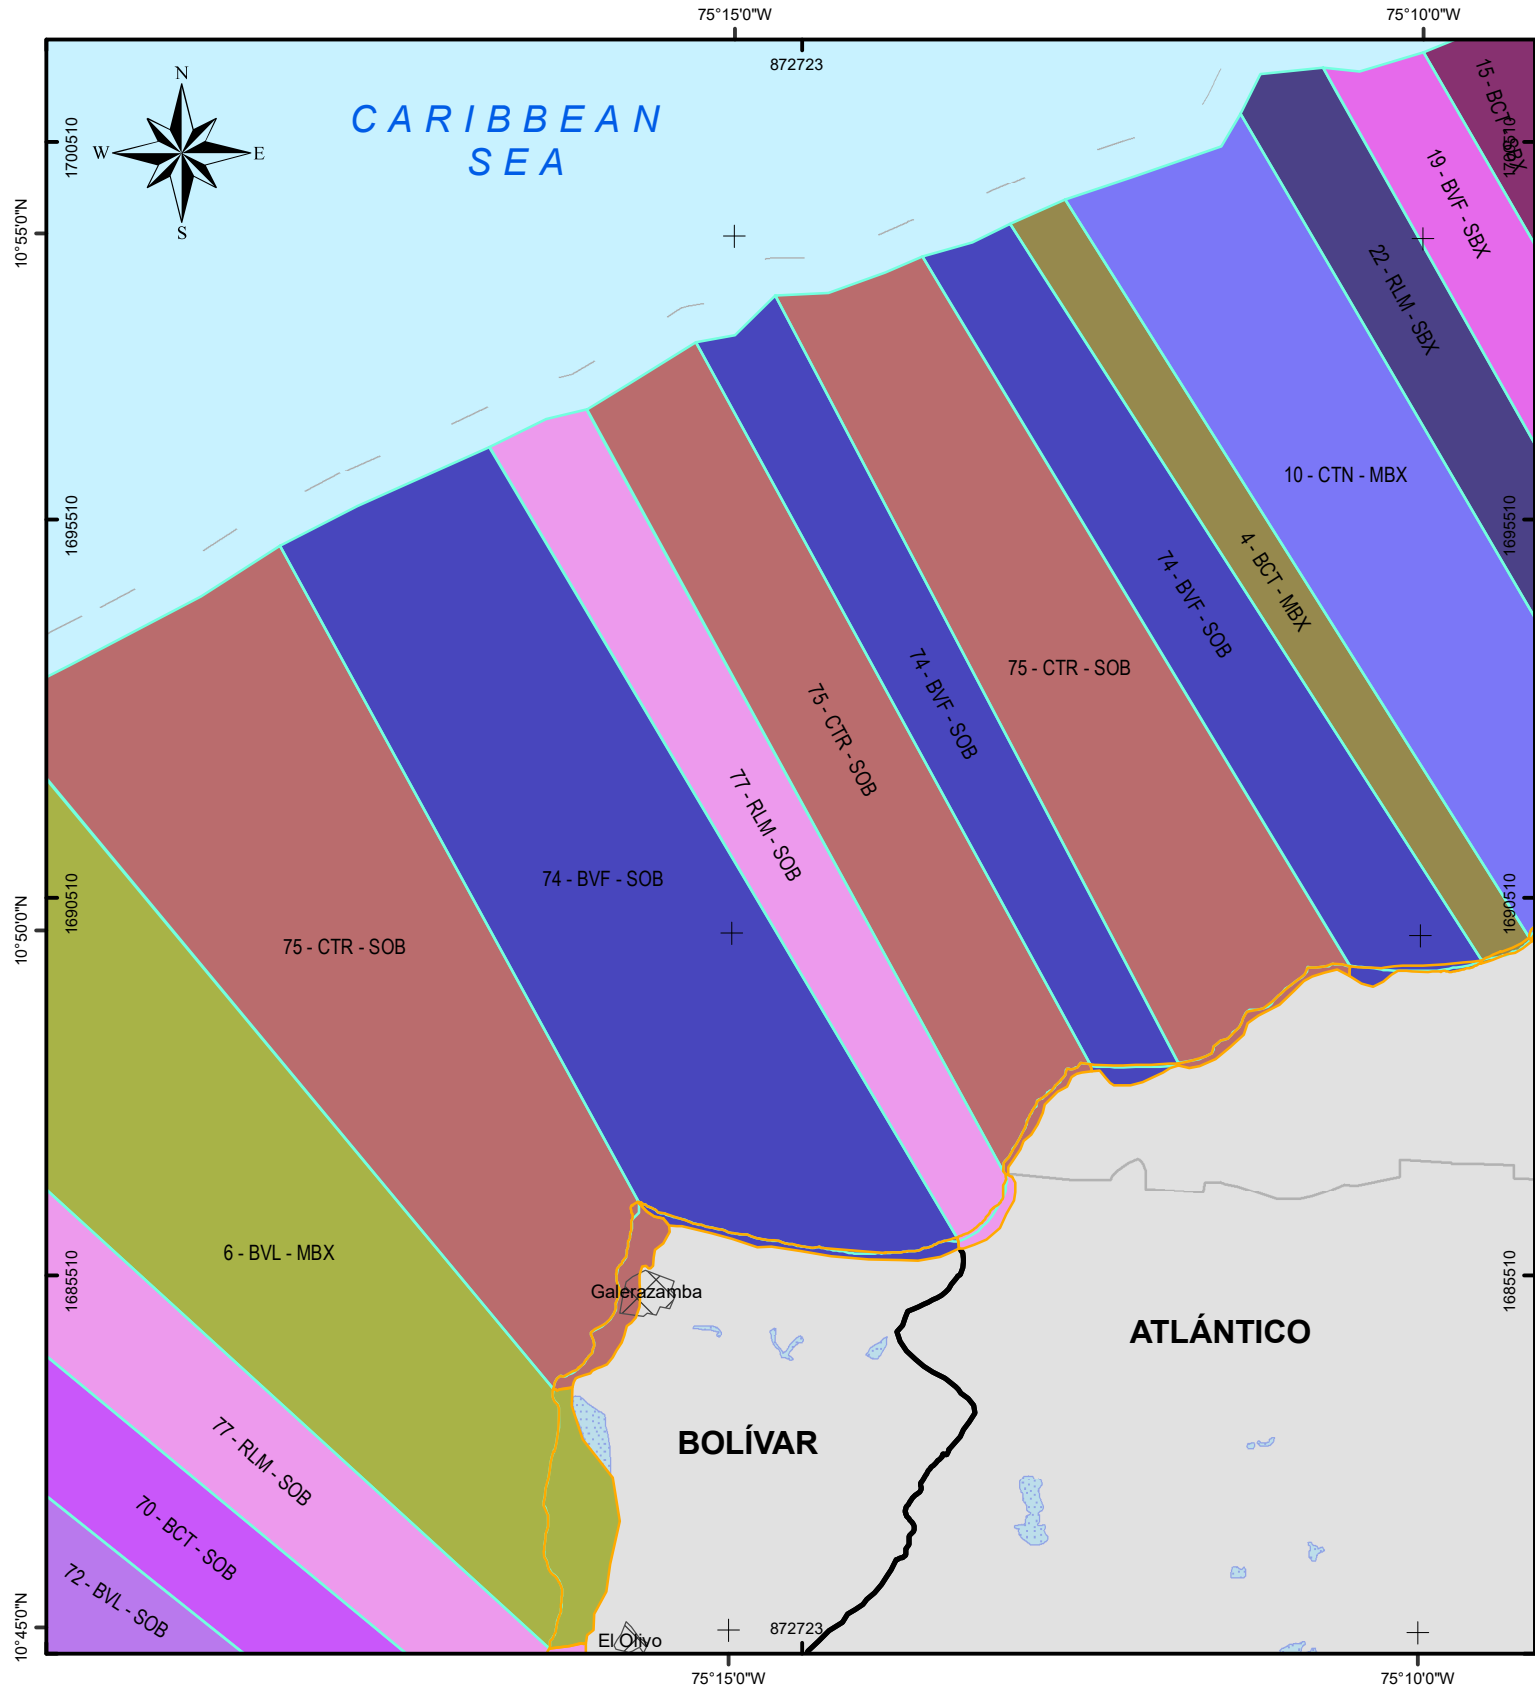 75°15'0"W
75°10'0"W
872723
N
W
E
S
CARIBBEAN
SEA
1700510
1700510
15 - BCT - SBX
19 - BVF - SBX
22 - RLM - SBX
10°55'0"N
10 - CTN - MBX
1695510
1695510
4 - BCT - MBX
74 - BVF - SOB
75 - CTR - SOB
74 - BVF - SOB
75 - CTR - SOB
77 - RLM - SOB
74 - BVF - SOB
75 - CTR - SOB
1690510
1690510
10°50'0"N
6 - BVL - MBX
1685510
1685510
Galerazamba
ATLÁNTICO
BOLÍVAR
77 - RLM - SOB
70 - BCT - SOB
72 - BVL - SOB
10°45'0"N
El Olivo
872723
75°15'0"W
75°10'0"W